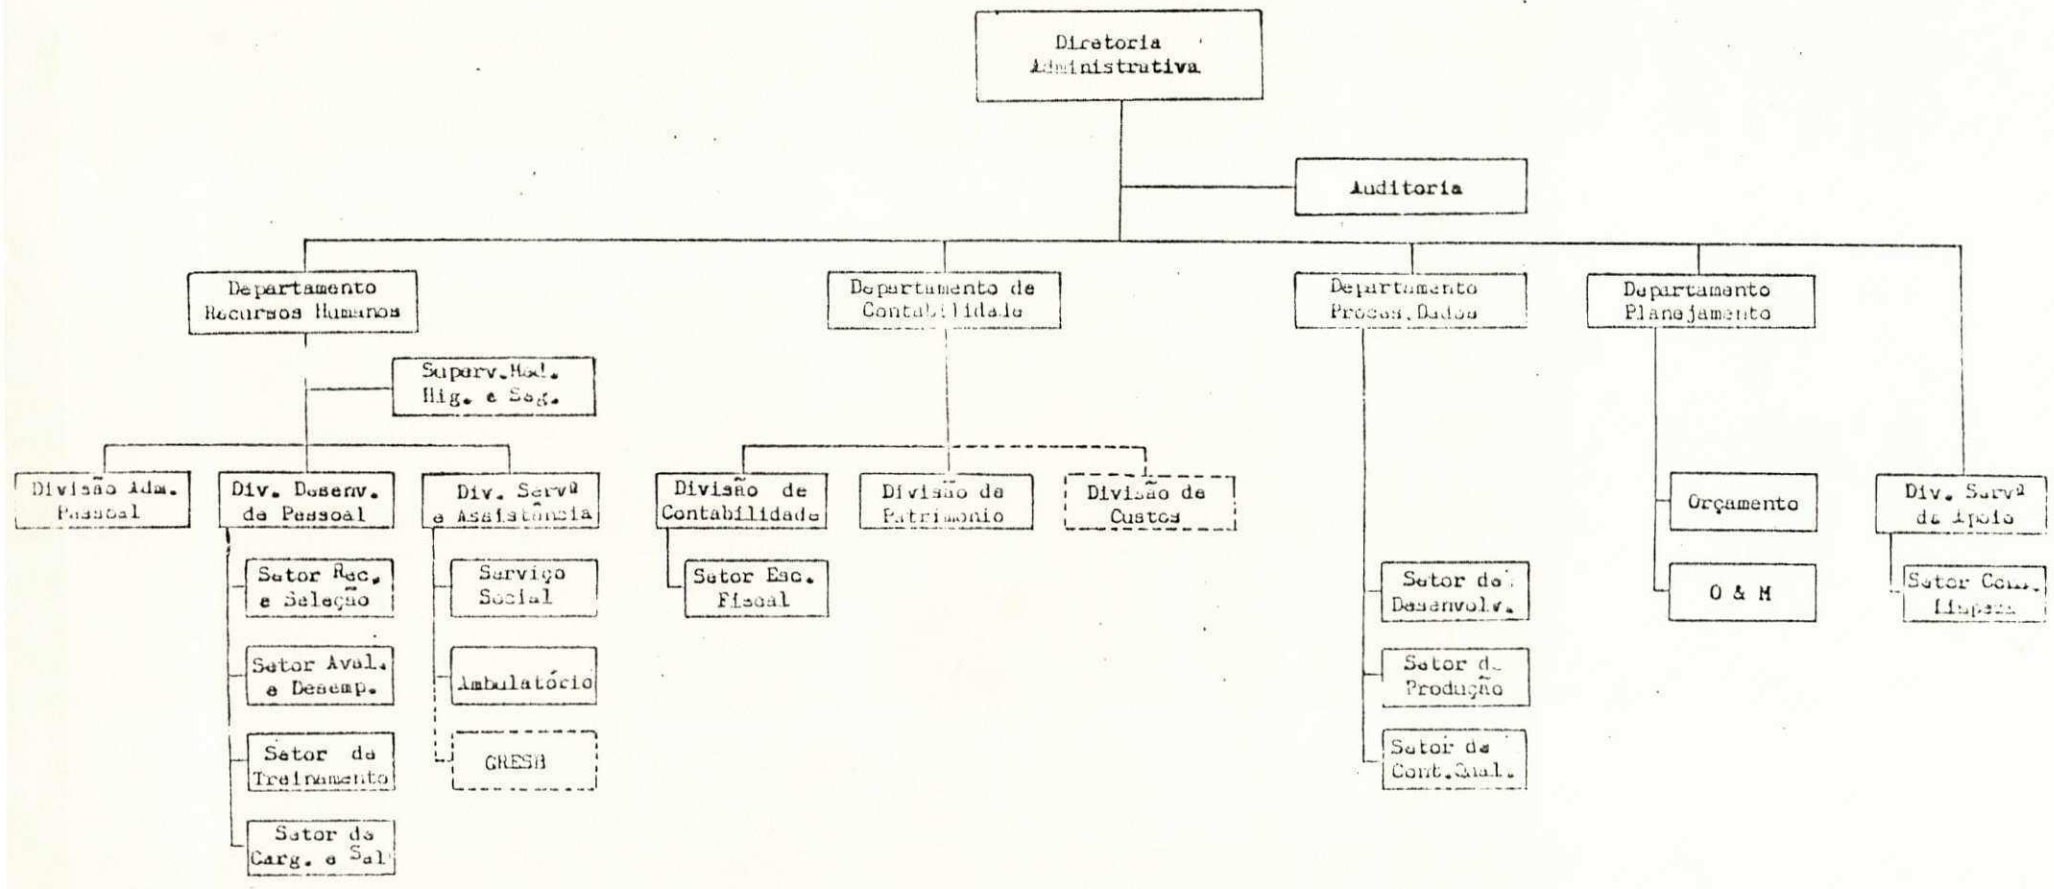 Diretoria
Administrativa
Auditoria
Departamento
Recursos Humanos
Departamento de
Contabilidade
Departamento
Proces. Dados
Departamento
Planejamento
Superv. Med.
Hig. e Seg.
Divisão Adm.
Pessoal
Div. Desenv.
de Pessoal
Div. Servº
e Assistência
Divisão de
Contabilidade
Divisão de
Patrimonio
Divisão de
Custos
Orçamento
Div. Servº
de Apoio
Setor Rec.
e Seleção
Serviço
Social
Setor Esc.
Fiscal
Setor de
Desenvolv.
O & M
Setor
Limpeza
Setor Aval.
e Desemp.
Ambulatório
Setor de
Produção
Setor de
Treinamento
Setor de
Cont. Qual.
Setor de
Carg. e Sal